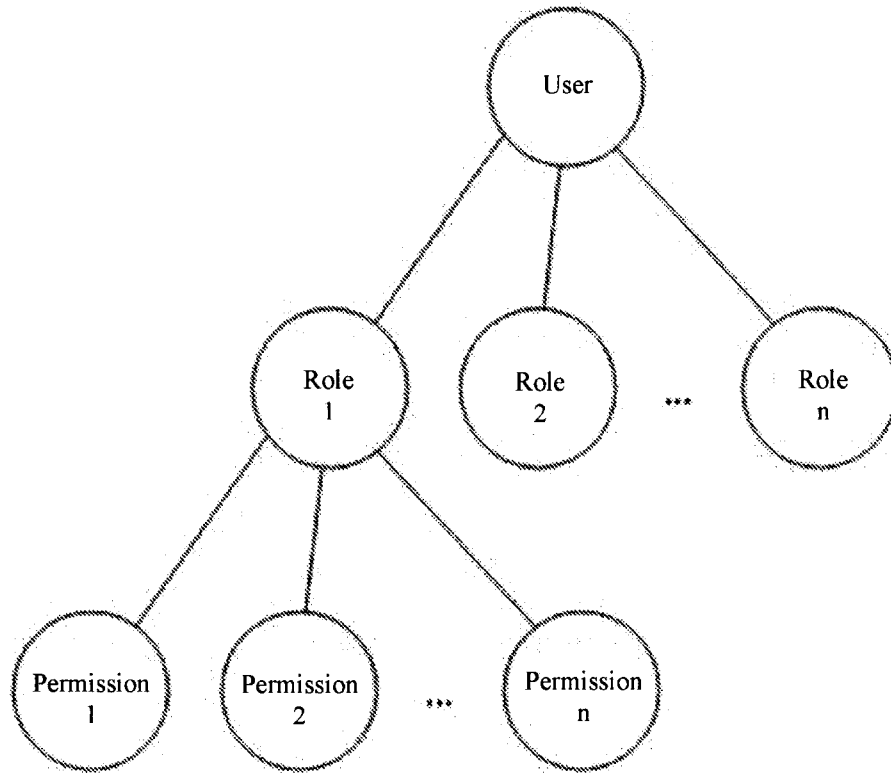 User
Role
1
Role
2
***
Role
n
Permission
1
Permission
2
***
Permission
n